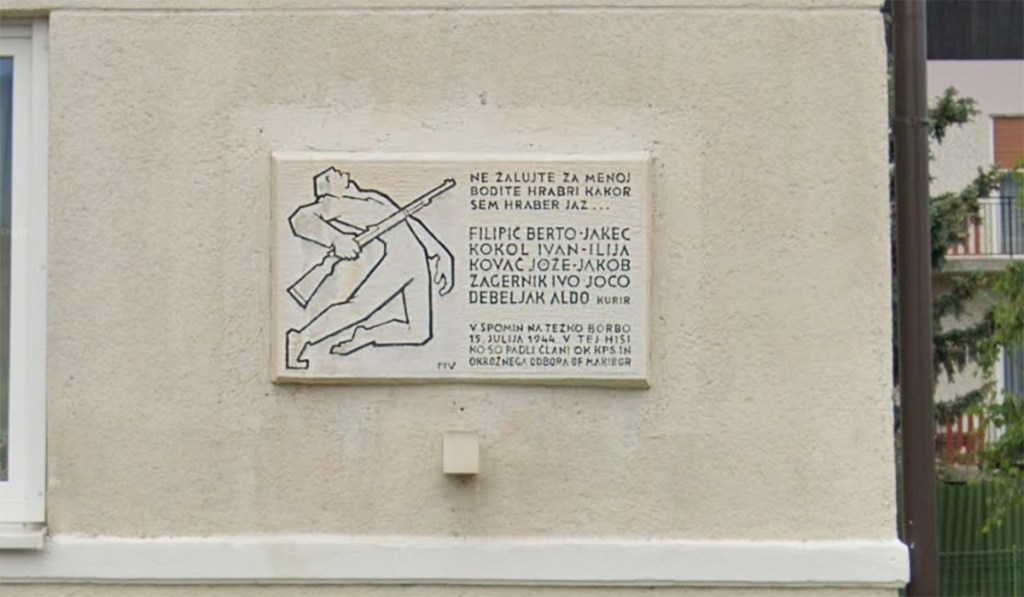 NE ŽALUJTE ZA MENOJ
BODITE HRABRI KAKOR
SEM HRABER JAZ...
FILIPIČ BERTO-JAKEC
KOKOL IVAN-ILIJA
KOVAČ JOŽE-JAKOB
ZAGERNIK IVO-JOCO
DEBELJAK ALDO KURIR
V SPOMIN NA TEŽKO BORBO
15. JULIJA 1944. V TEJ HIŠI
KO SO PADLI ČLANI OK KPS IN
OKROŽNEGA ODBORA OF MARIBOR